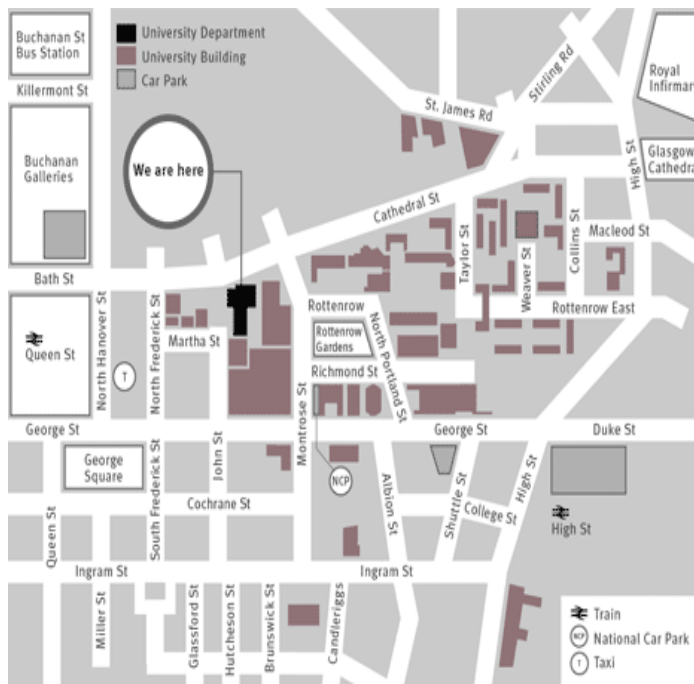 Buchanan St
Bus Station
Killermont St
Buchanan
Galleries
Bath St
University Department
University Building
Car Park
We are here
St. James Rd
Stirling Rd
Royal
Infirmar
High St
Glasgow
Cathedra
Cathedral St
Taylor St
Weaver St
Collins St
Macleod St
Rottenrow East
Rottenrow
Rottenrow
Gardens
North Portland St
Richmond St
Queen St
North Hanover St
T
North Frederick St
Martha St
Montrose St
George St
George St
Duke St
George
Square
South Frederick St
John St
Cochrane St
NCP
Albion St
Shuttle St
College St
High St
High St
Queen St
Ingram St
Ingram St
Miller St
Glassford St
Hutcheson St
Brunswick St
Candleriggs
Train
NCP
National Car Park
T
Taxi